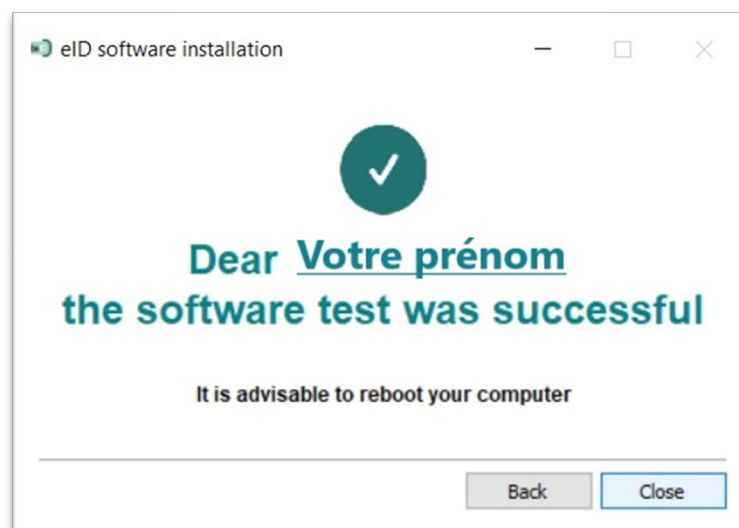 eID software installation
Dear Votre prénom
the software test was successful
It is advisable to reboot your computer
Back Close